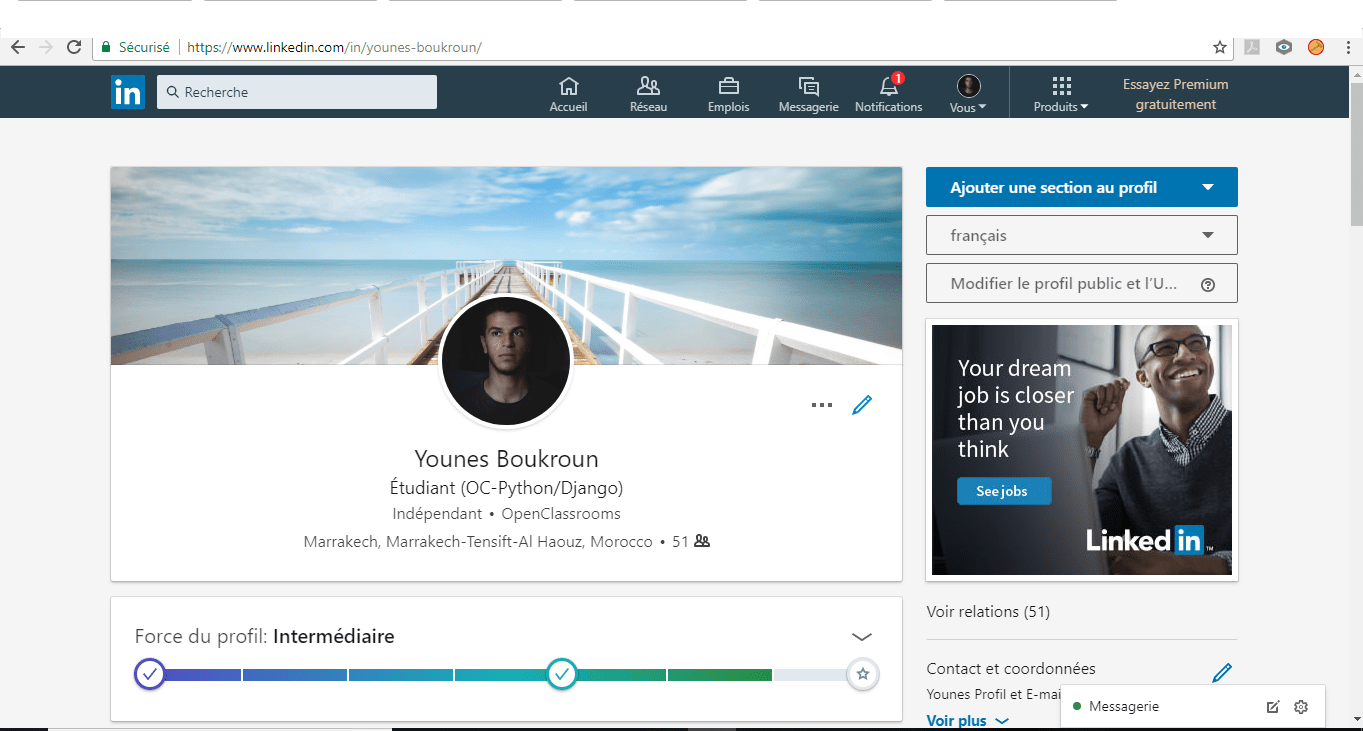 Sécurisé
https://www.linkedin.com/in/younes-boukroun/
in
Recherche
Accueil
Réseau
Emplois
Messagerie
1
Notifications
Vous
Produits
Essayez Premium
gratuitement
Younes Boukroun
Étudiant (OC-Python/Django)
Indépendant • OpenClassrooms
Marrakech, Marrakech-Tensift-Al Haouz, Morocco • 51
Force du profil: Intermédiaire
Ajouter une section au profil
français
Modifier le profil public et l'U...
Your dream
job is closer
than you
think
See jobs
Linked in ™
Voir relations (51)
Contact et coordonnées
Younes Profil et E-mai
Voir plus
Messagerie